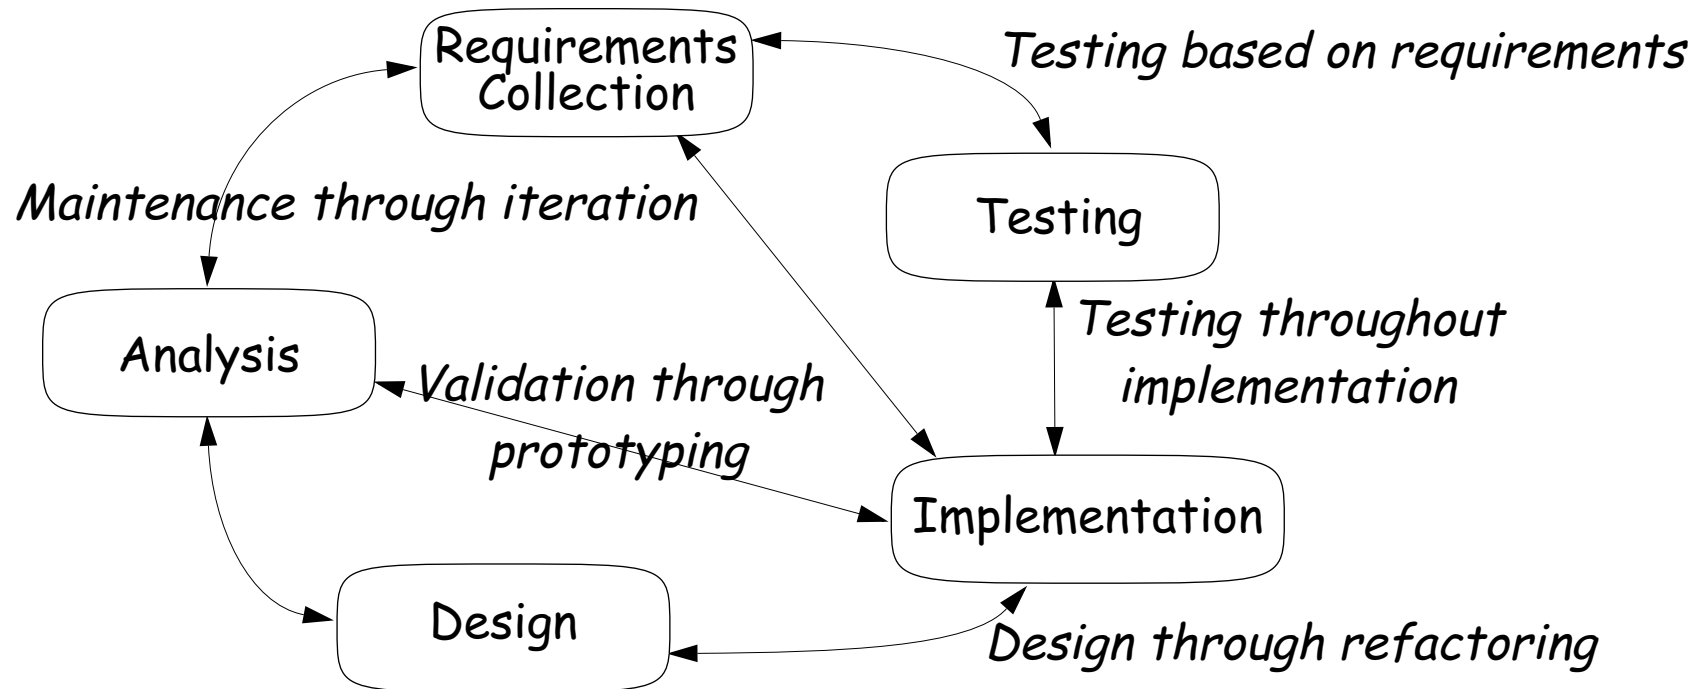 Requirements
Collection
Testing based on requirements
Maintenance through iteration
Testing
Testing throughout
implementation
Analysis
Validation through
prototyping
Implementation
Design
Design through refactoring